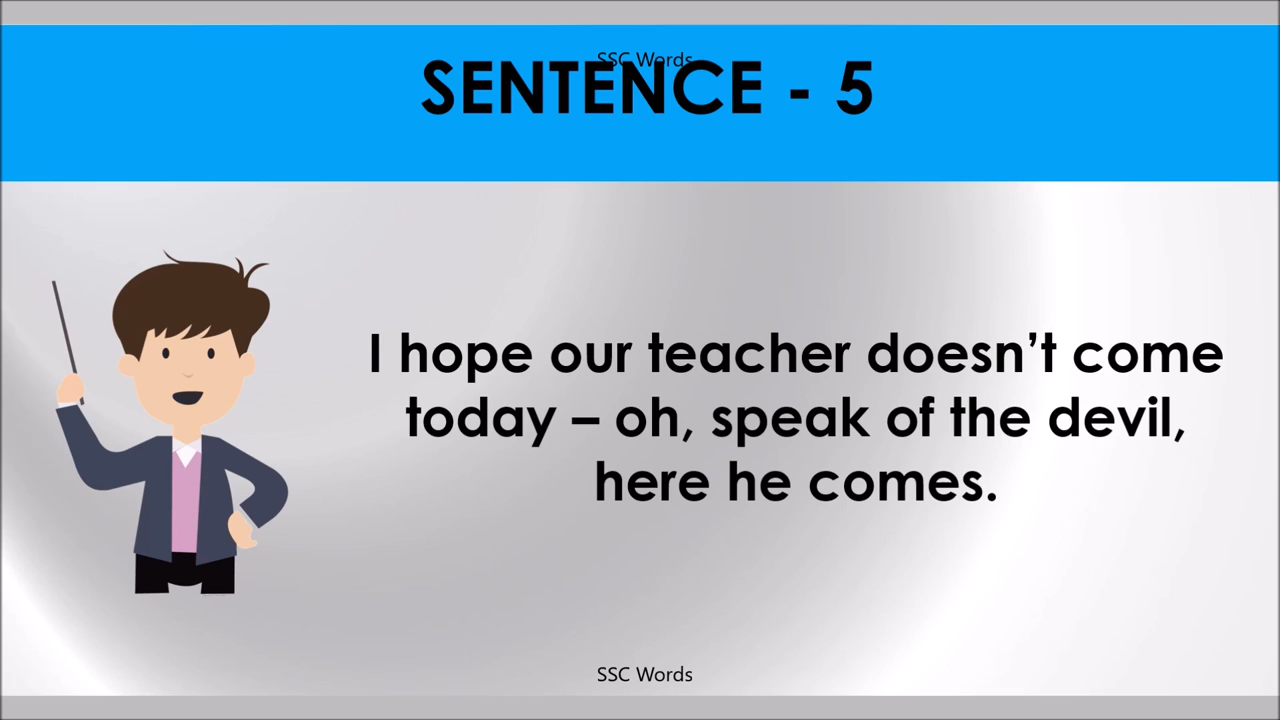 SSC Words
SENTENCE - 5
I hope our teacher doesn’t come
today – oh, speak of the devil,
here he comes.
SSC Words